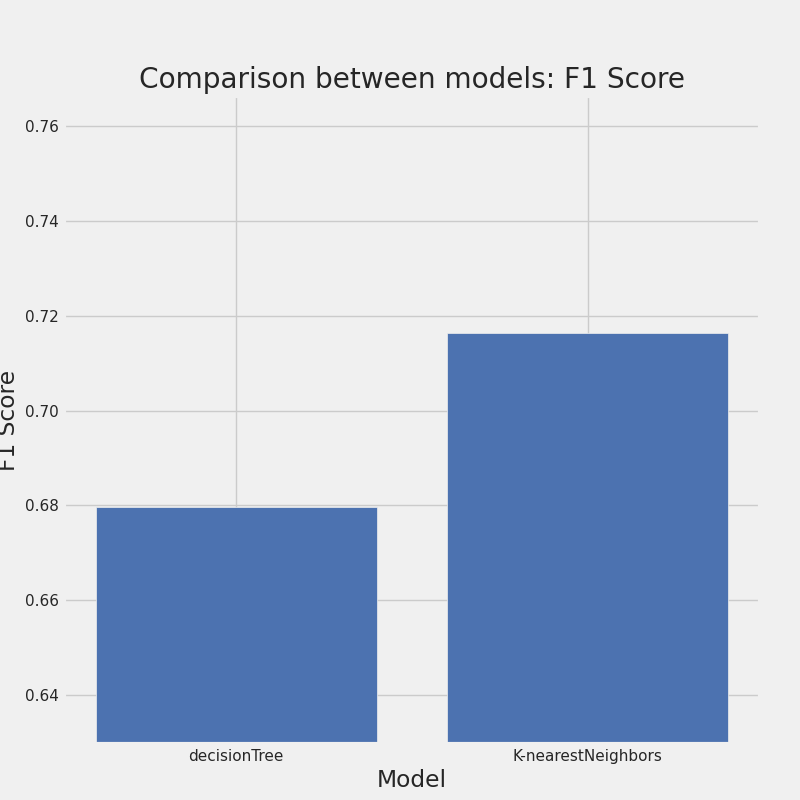 Comparison between models: F1 Score
0.76
0.74
0.72
0.70
0.68
0.66
0.64
F1 Score
decisionTree
K-nearestNeighbors
Model